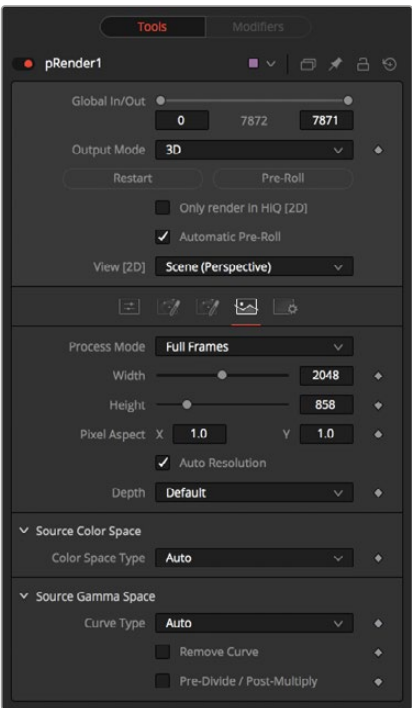 Tools Modifiers
pRender1
Global In/Out
0 7872 7871
Output Mode 3D
Restart Pre-Roll
Only render in HiQ [2D]
Automatic Pre-Roll
View [2D] Scene (Perspective)
Process Mode Full Frames
Width 2048
Height 858
Pixel Aspect X 1.0 Y 1.0
Auto Resolution
Depth Default
Source Color Space
Color Space Type Auto
Source Gamma Space
Curve Type Auto
Remove Curve
Pre-Divide / Post-Multiply